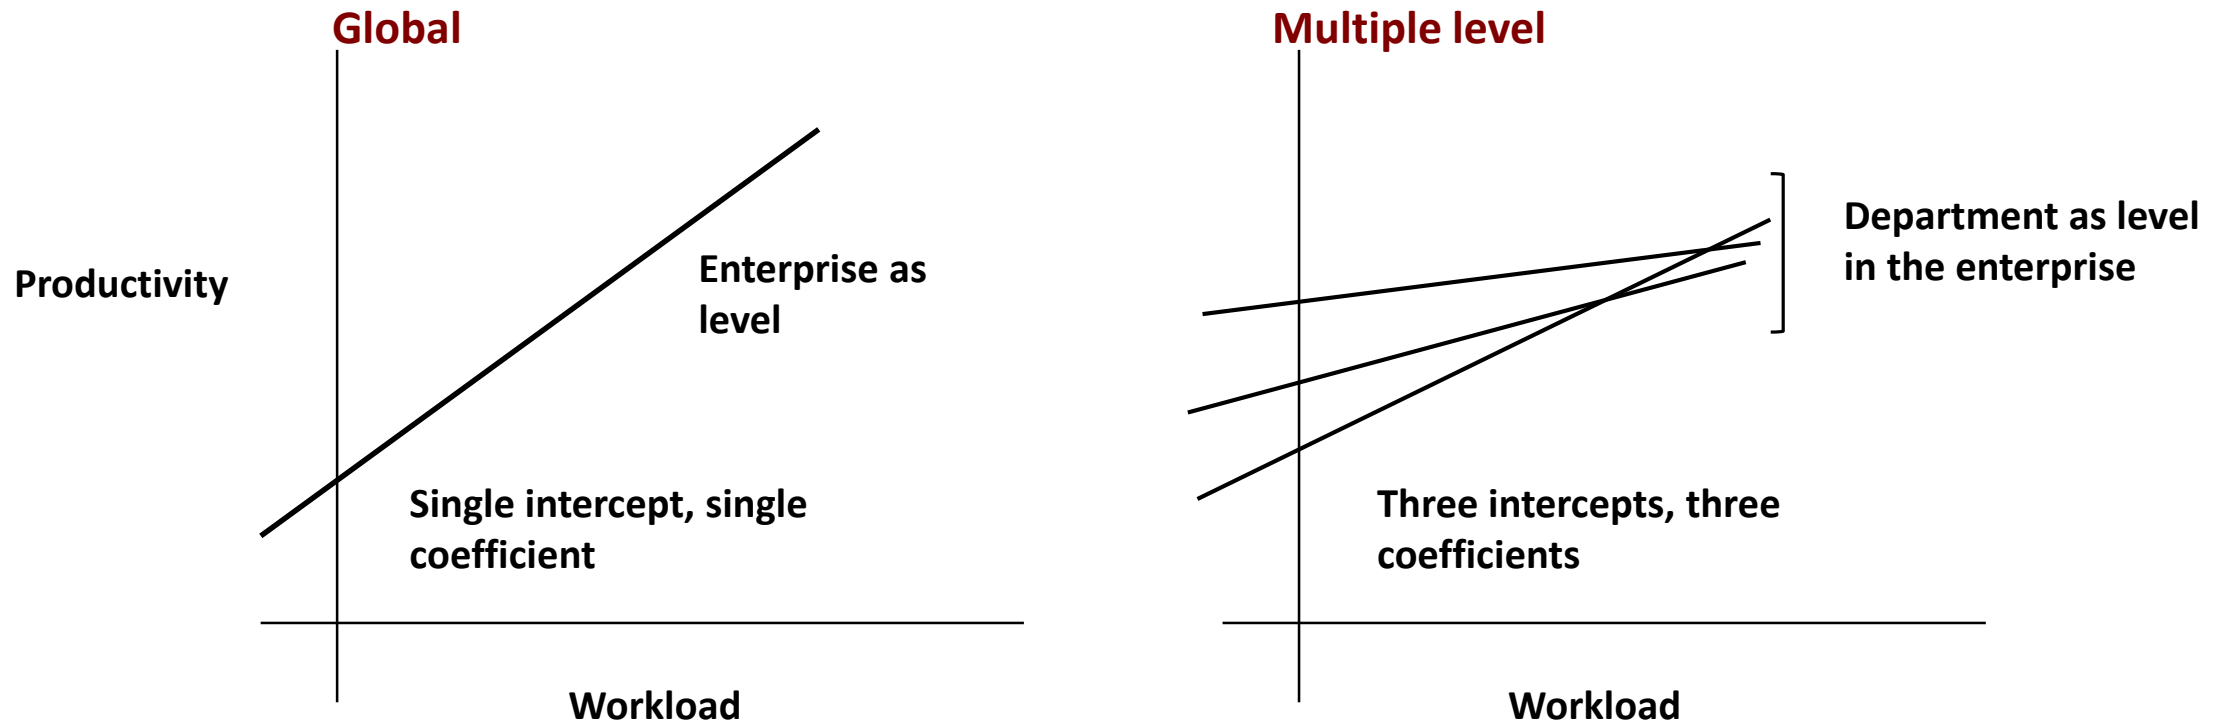 Global
Productivity
Enterprise as
level
Single intercept, single
coefficient
Workload
Multiple level
Department as level
in the enterprise
Three intercepts, three
coefficients
Workload